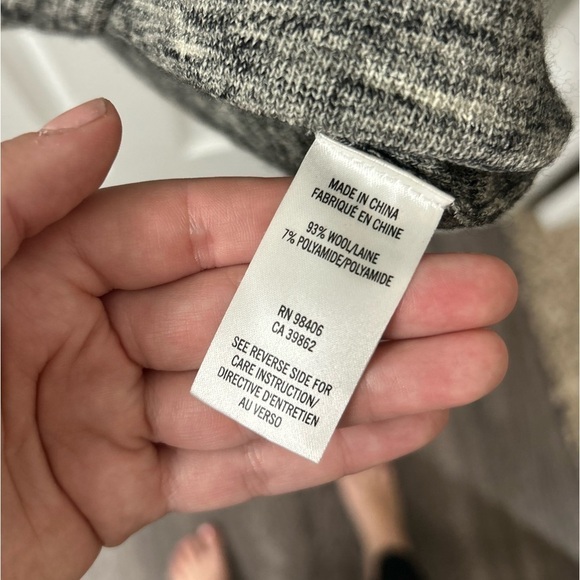 MADE IN CHINA
FABRIQUÉ EN CHINE
93% WOOL/LAINE
7% POLYAMIDE/POLYAMIDE
RN 98406
CA 39862
SEE REVERSE SIDE FOR
CARE INSTRUCTION/
DIRECTIVE D'ENTRETIEN
AU VERSO